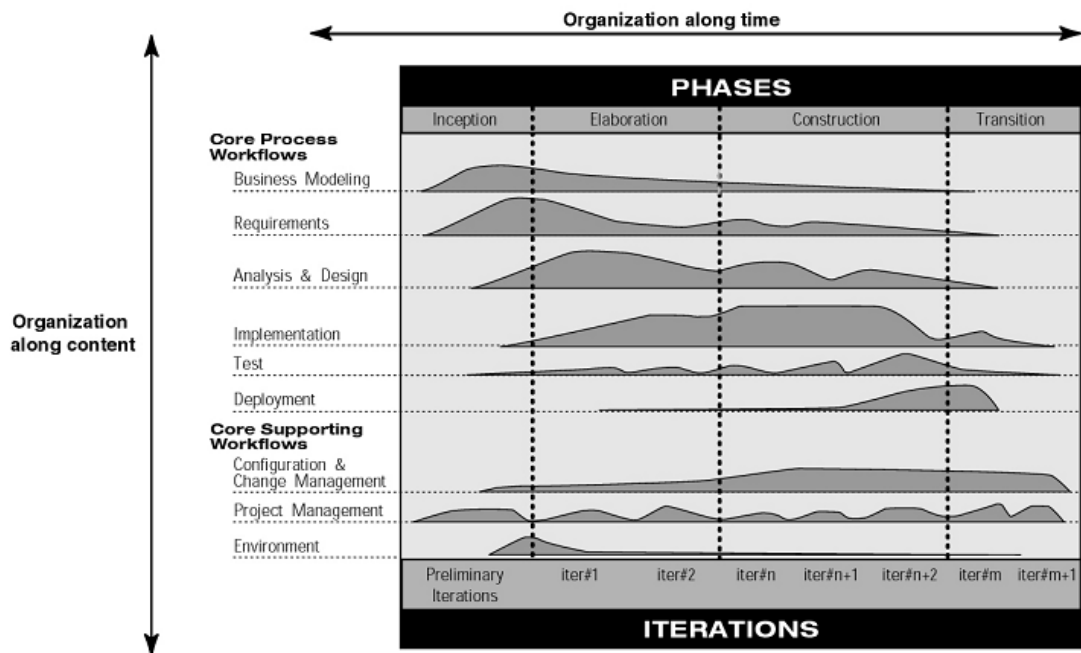 Organization along time
PHASES
Inception Elaboration Construction Transition
Core Process
Workflows
Business Modeling
Requirements
Analysis & Design
Implementation
Test
Deployment
Core Supporting
Workflows
Configuration &
Change Management
Project Management
Environment
Organization
along content
Preliminary
Iterations
iter#1 iter#2 iter#n iter#n+1 iter#n+2 iter#m iter#m+1
ITERATIONS